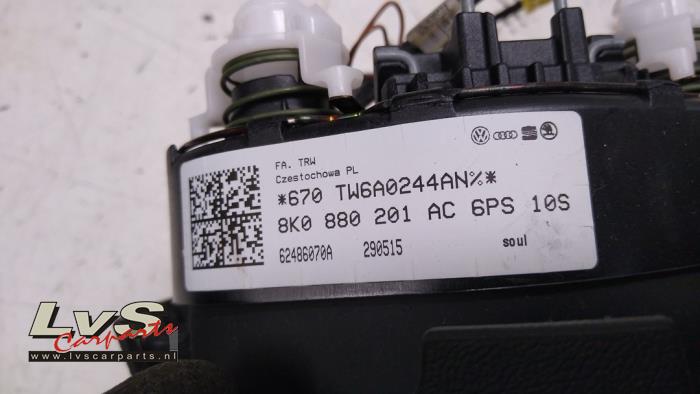 FA. TRW
Czestochowa PL
*670 TW6A0244AN%*
8K0 880 201 AC 6PS 10S
62486070A 290515 soul
LvS
Carparts
www.lvscarparts.nl